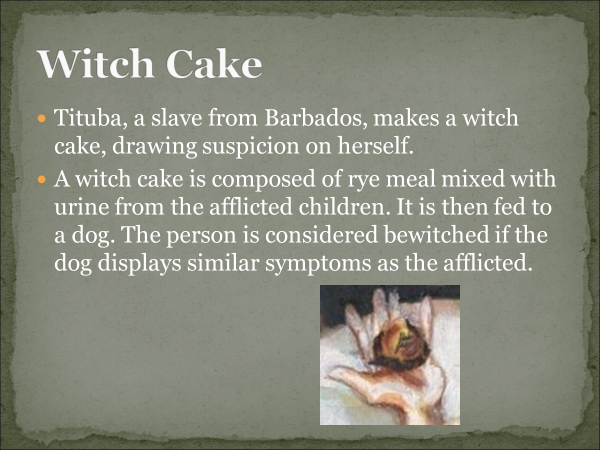 Witch Cake
• Tituba, a slave from Barbados, makes a witch
cake, drawing suspicion on herself.
• A witch cake is composed of rye meal mixed with
urine from the afflicted children. It is then fed to
a dog. The person is considered bewitched if the
dog displays similar symptoms as the afflicted.